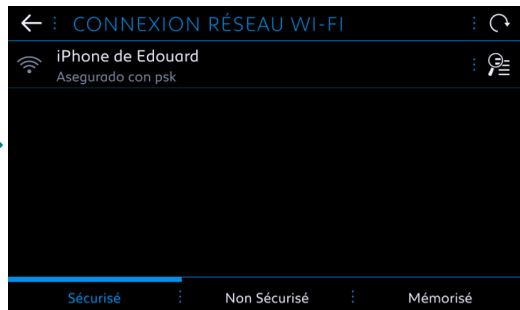 CONNEXION RÉSEAU WI-FI
iPhone de Edouard
Asegurado con psk
Sécurisé Non Sécurisé Mémorisé